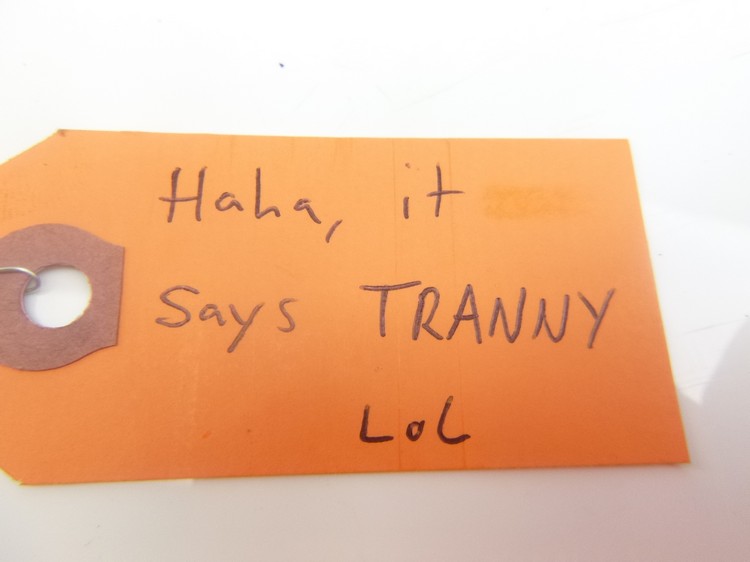 Haha, it
Says TRANNY
LoL